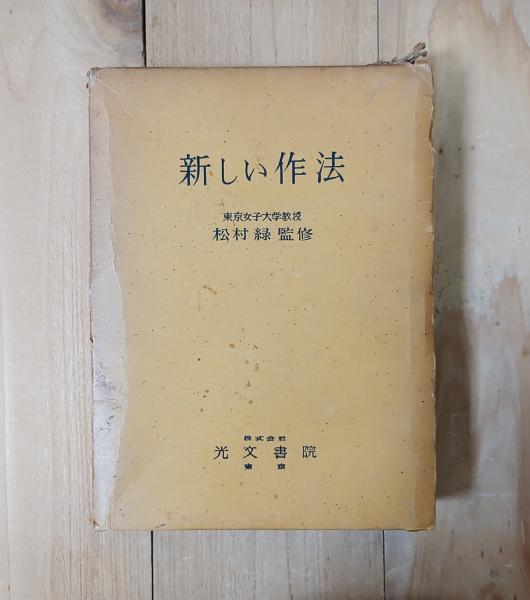 新しい作法
東京女子大学教授
松村緑監修
株式会社
光文書院
東京